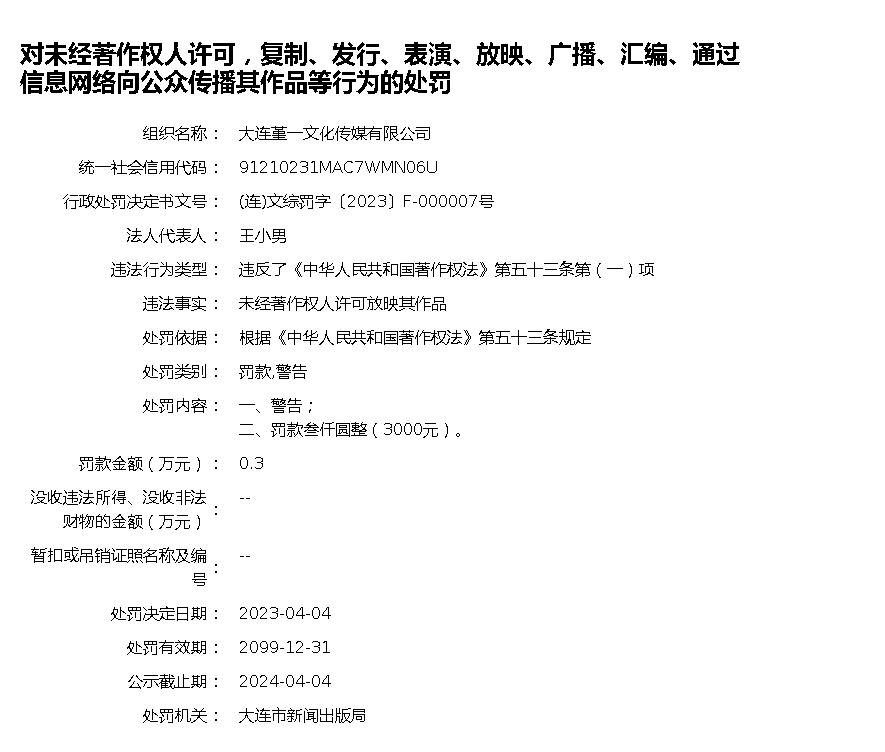 对未经著作权人许可，复制、发行、表演、放映、广播、汇编、通过
信息网络向公众传播其作品等行为的处罚
组织名称： 大连堇一文化传媒有限公司
统一社会信用代码： 91210231MAC7WMN06U
行政处罚决定书文号： (连)文综罚字〔2023〕F-000007号
法人代表人： 王小男
违法行为类型： 违反了《中华人民共和国著作权法》第五十三条第（一）项
违法事实： 未经著作权人许可放映其作品
处罚依据： 根据《中华人民共和国著作权法》第五十三条规定
处罚类别： 罚款,警告
处罚内容： 一、警告；
二、罚款叁仟圆整（3000元）。
罚款金额（万元）： 0.3
没收违法所得、没收非法
财物的金额（万元）： --
暂扣或吊销证照名称及编
号： --
处罚决定日期： 2023-04-04
处罚有效期： 2099-12-31
公示截止期： 2024-04-04
处罚机关： 大连市新闻出版局